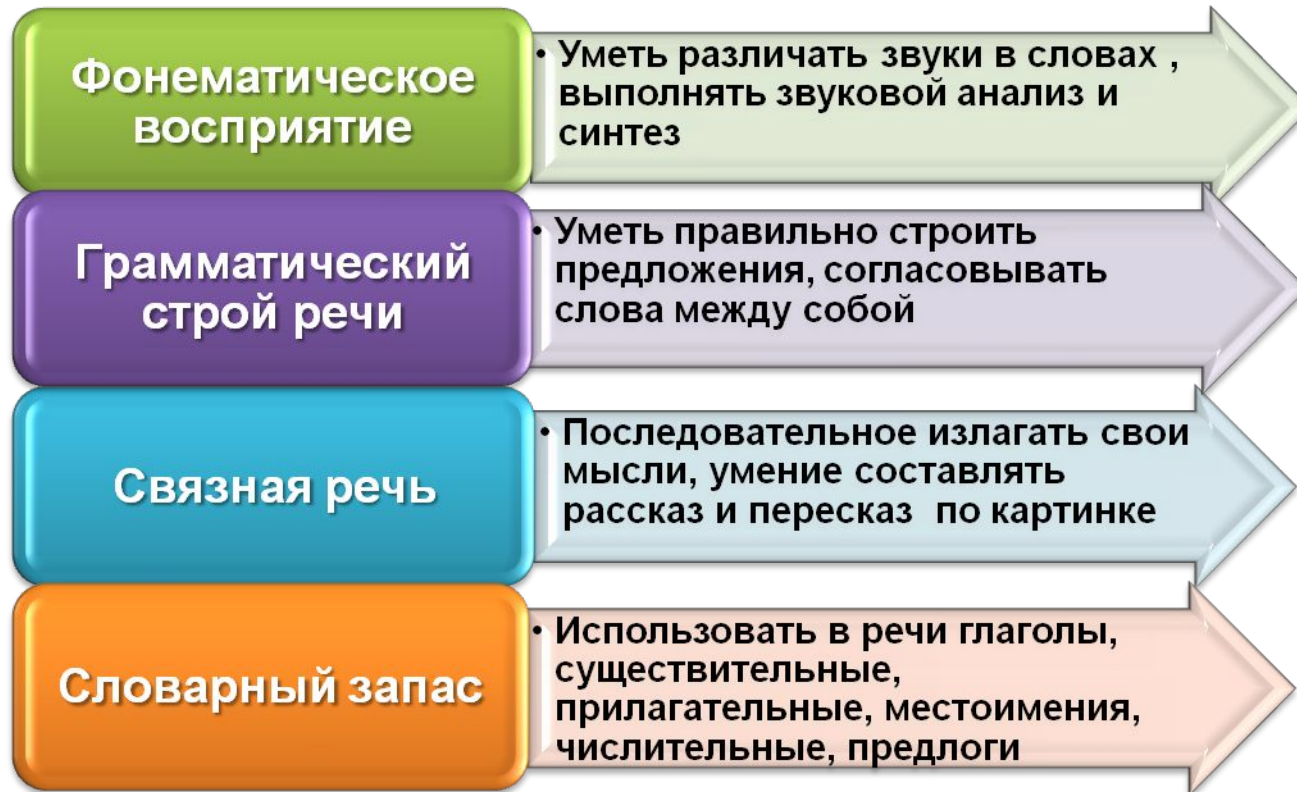 Фонематическое
восприятие
• Уметь различать звуки в словах ,
выполнять звуковой анализ и
синтез
Грамматический
строй речи
• Уметь правильно строить
предложения, согласовывать
слова между собой
Связная речь
• Последовательное излагать свои
мысли, умение составлять
рассказ и пересказ по картинке
Словарный запас
• Использовать в речи глаголы,
существительные,
прилагательные, местоимения,
числительные, предлоги